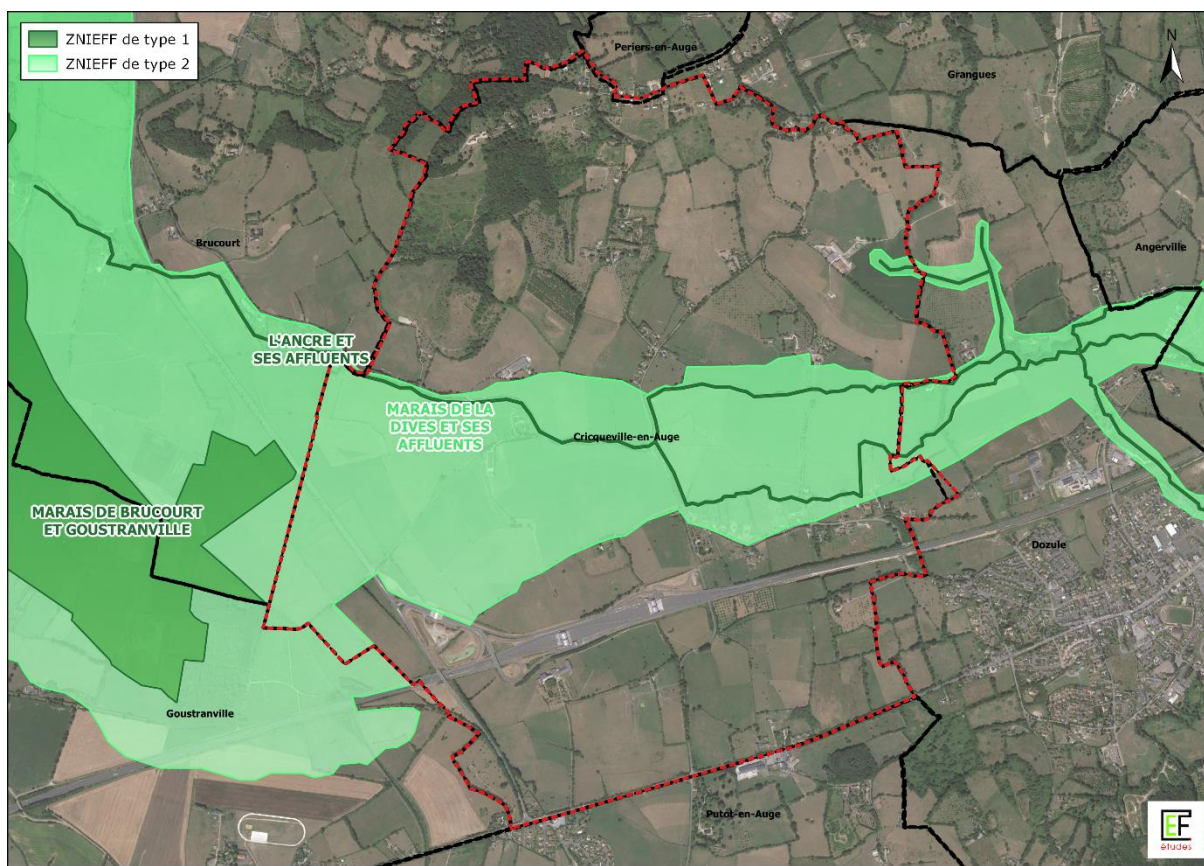 ZNIEFF de type 1
ZNIEFF de type 2
Periers-en-Auge
N
Grangues
Brucourt
Angerville
L'ANCRE ET
SES AFFLUENTS
MARAIS DE LA
DIVES ET SES
AFFLUENTS
Cricqueville-en-Auge
MARAIS DE BRUCOURT
ET GOUSTRANVILLE
Dozule
Goustranville
Putot-en-Auge
EF
études